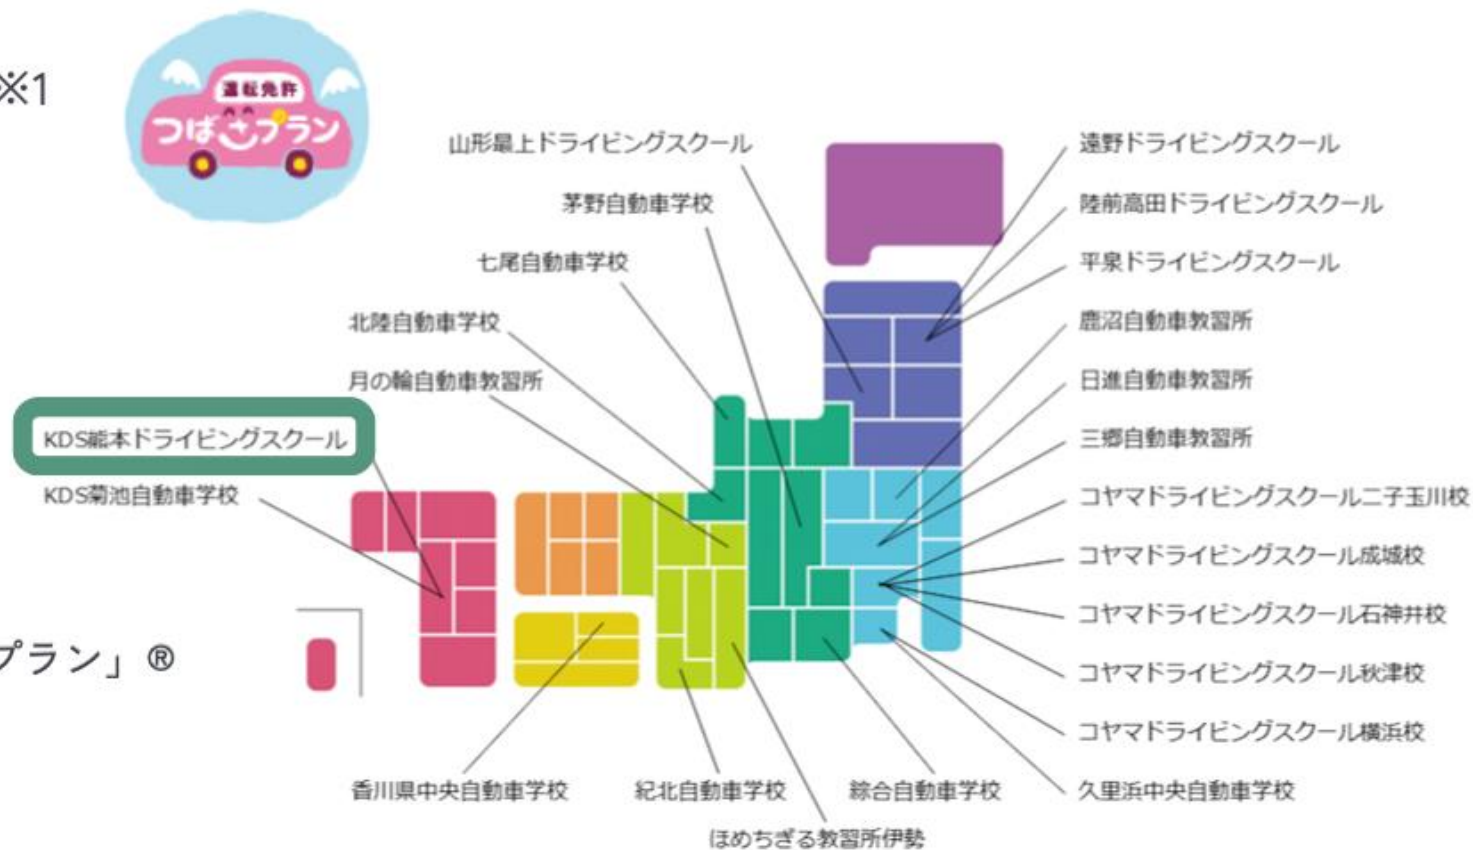 ※1
運転免許
つばさプラン
山形最上ドライビングスクール
茅野自動車学校
七尾自動車学校
北陸自動車学校
月の輪自動車教習所
KDS熊本ドライビングスクール
KDS菊池自動車学校
プラン」®
遠野ドライビングスクール
陸前高田ドライビングスクール
平泉ドライビングスクール
鹿沼自動車教習所
日進自動車教習所
三郷自動車教習所
コヤマドライビングスクール二子玉川校
コヤマドライビングスクール成城校
コヤマドライビングスクール石神井校
コヤマドライビングスクール秋津校
コヤマドライビングスクール横浜校
久里浜中央自動車学校
香川県中央自動車学校
紀北自動車学校
綜合自動車学校
ほめちぎる教習所伊勢